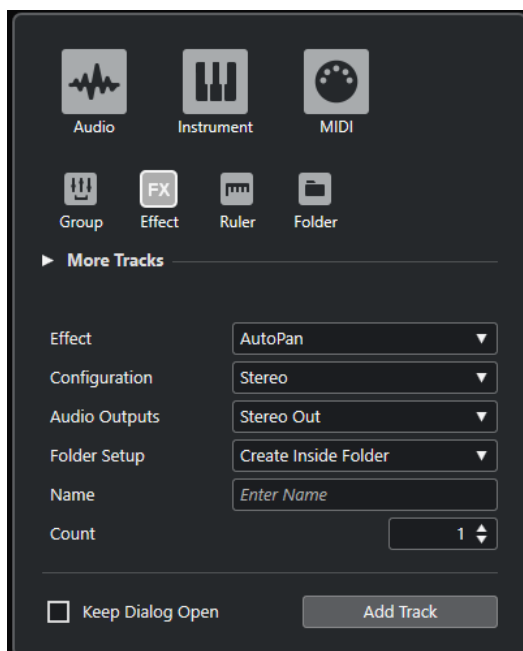 Audio Instrument MIDI
FX
Group Effect Ruler Folder
More Tracks
Effect AutoPan
Configuration Stereo
Audio Outputs Stereo Out
Folder Setup Create Inside Folder
Name Enter Name
Count 1
Keep Dialog Open Add Track